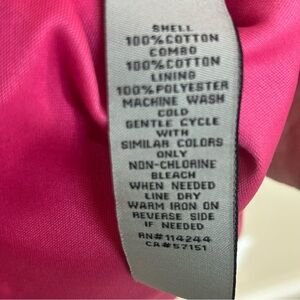 SHELL
100%COTTON
COMBO
100%COTTON
LINING
100%POLYESTER
MACHINE WASH
COLD
GENTLE CYCLE
WITH
SIMILAR COLORS
ONLY
NON-CHLORINE
BLEACH
WHEN NEEDED
LINE DRY
WARM IRON ON
REVERSE SIDE
IF NEEDED
RN#114244
CA#57151